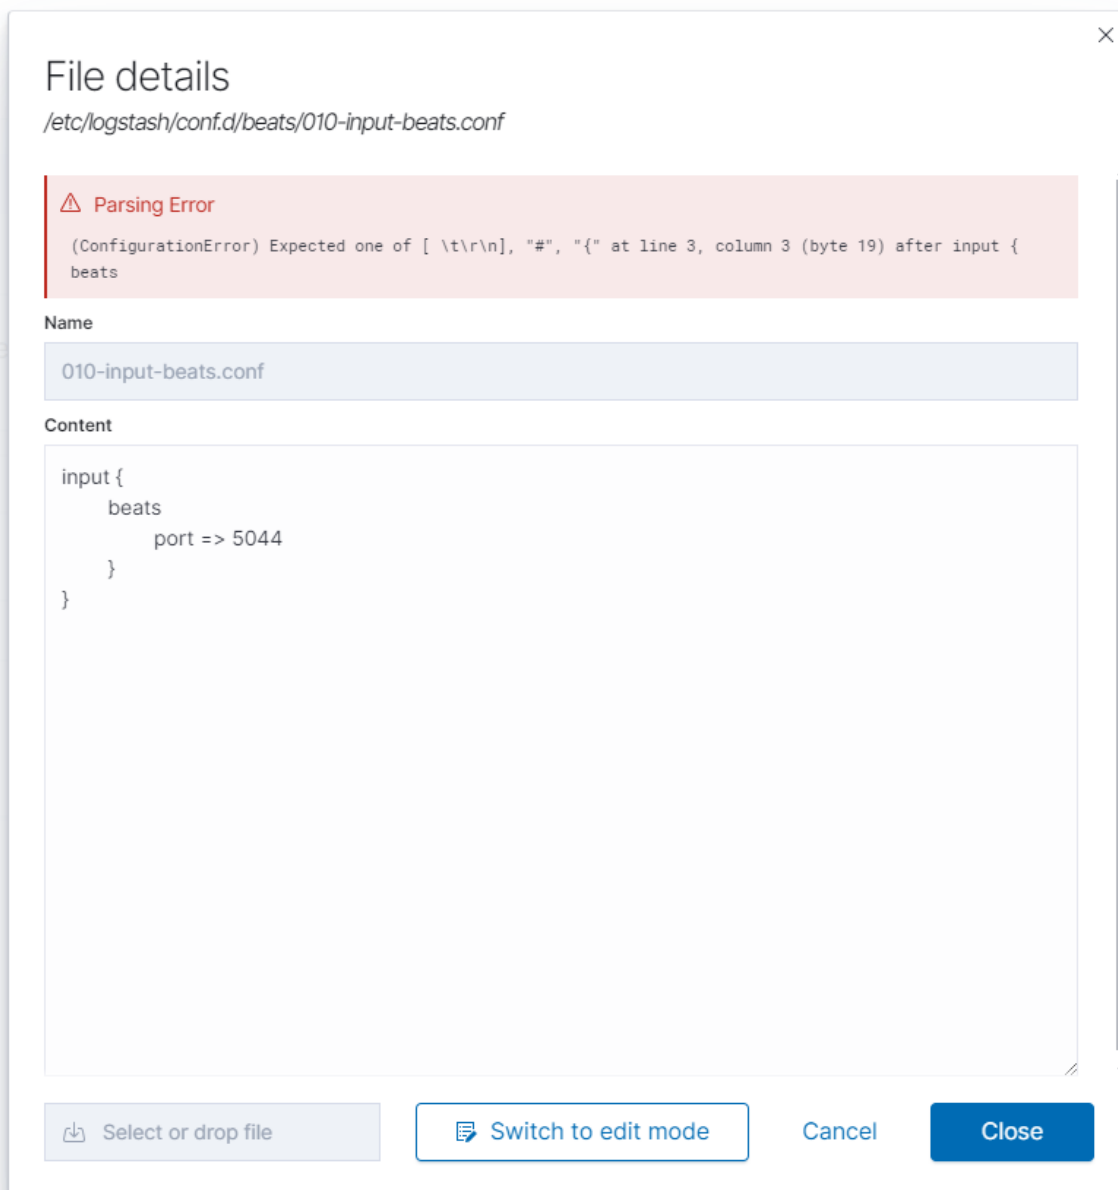 File details
/etc/logstash/conf.d/beats/010-input-beats.conf
Parsing Error
(ConfigurationError) Expected one of [ \t\r\n], "#", "{" at line 3, column 3 (byte 19) after input {
beats
Name
010-input-beats.conf
Content
input {
beats
port => 5044
}
}
Select or drop file
Switch to edit mode
Cancel
Close